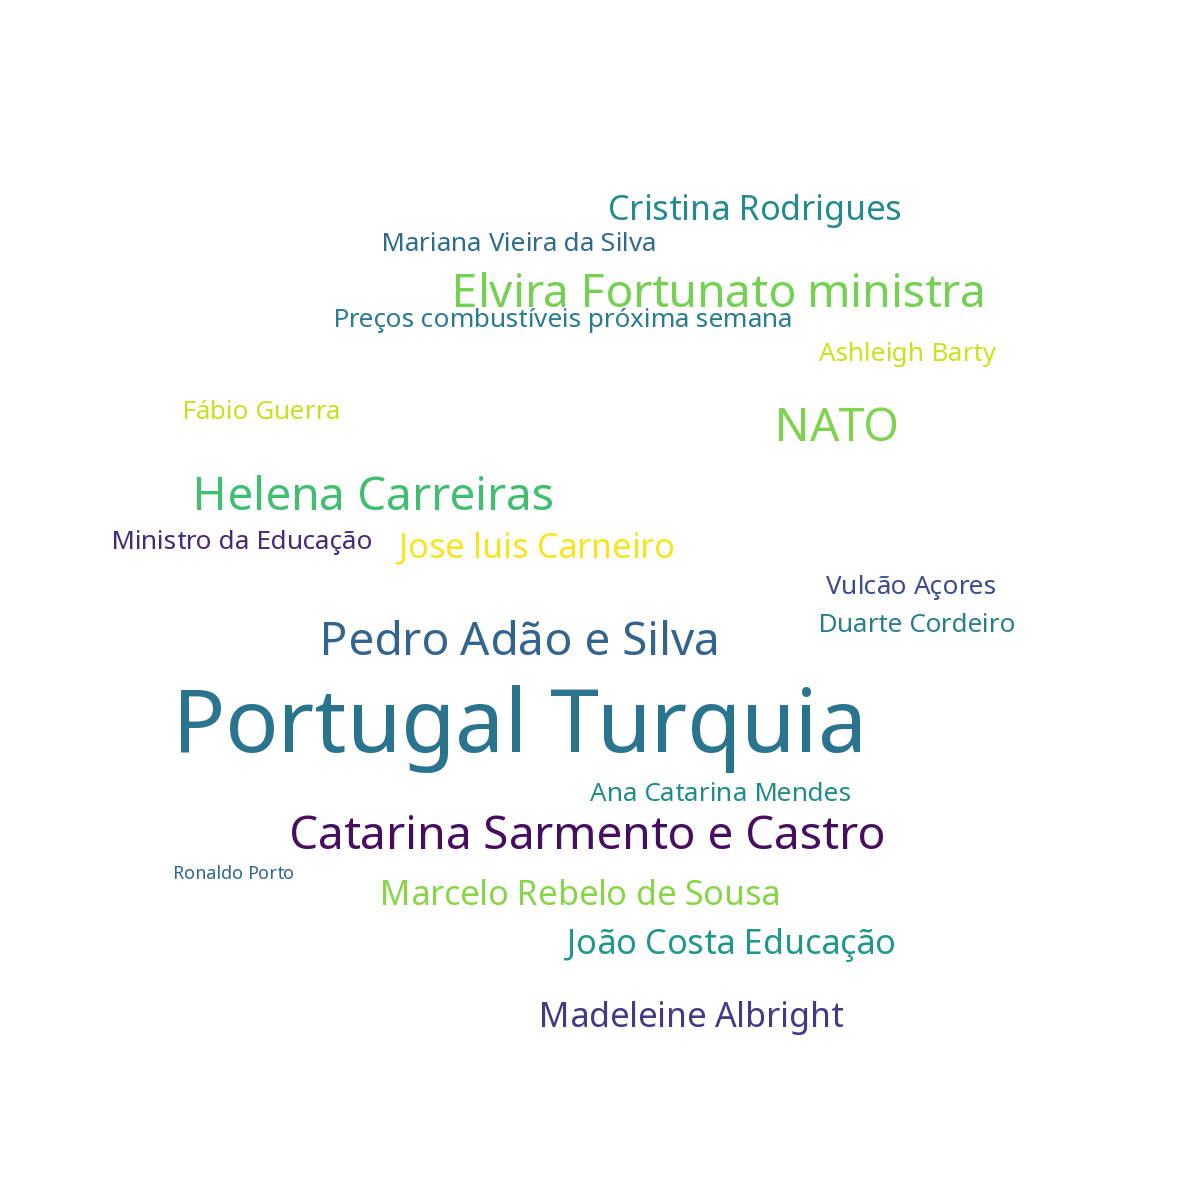 Cristina Rodrigues
Mariana Vieira da Silva
Elvira Fortunato ministra
Preços combustíveis próxima semana
Ashleigh Barty
Fábio Guerra
NATO
Helena Carreiras
Ministro da Educação
Jose luis Carneiro
Vulcão Açores
Duarte Cordeiro
Pedro Adão e Silva
Portugal Turquia
Ana Catarina Mendes
Catarina Sarmento e Castro
Ronaldo Porto
Marcelo Rebelo de Sousa
João Costa Educação
Madeleine Albright